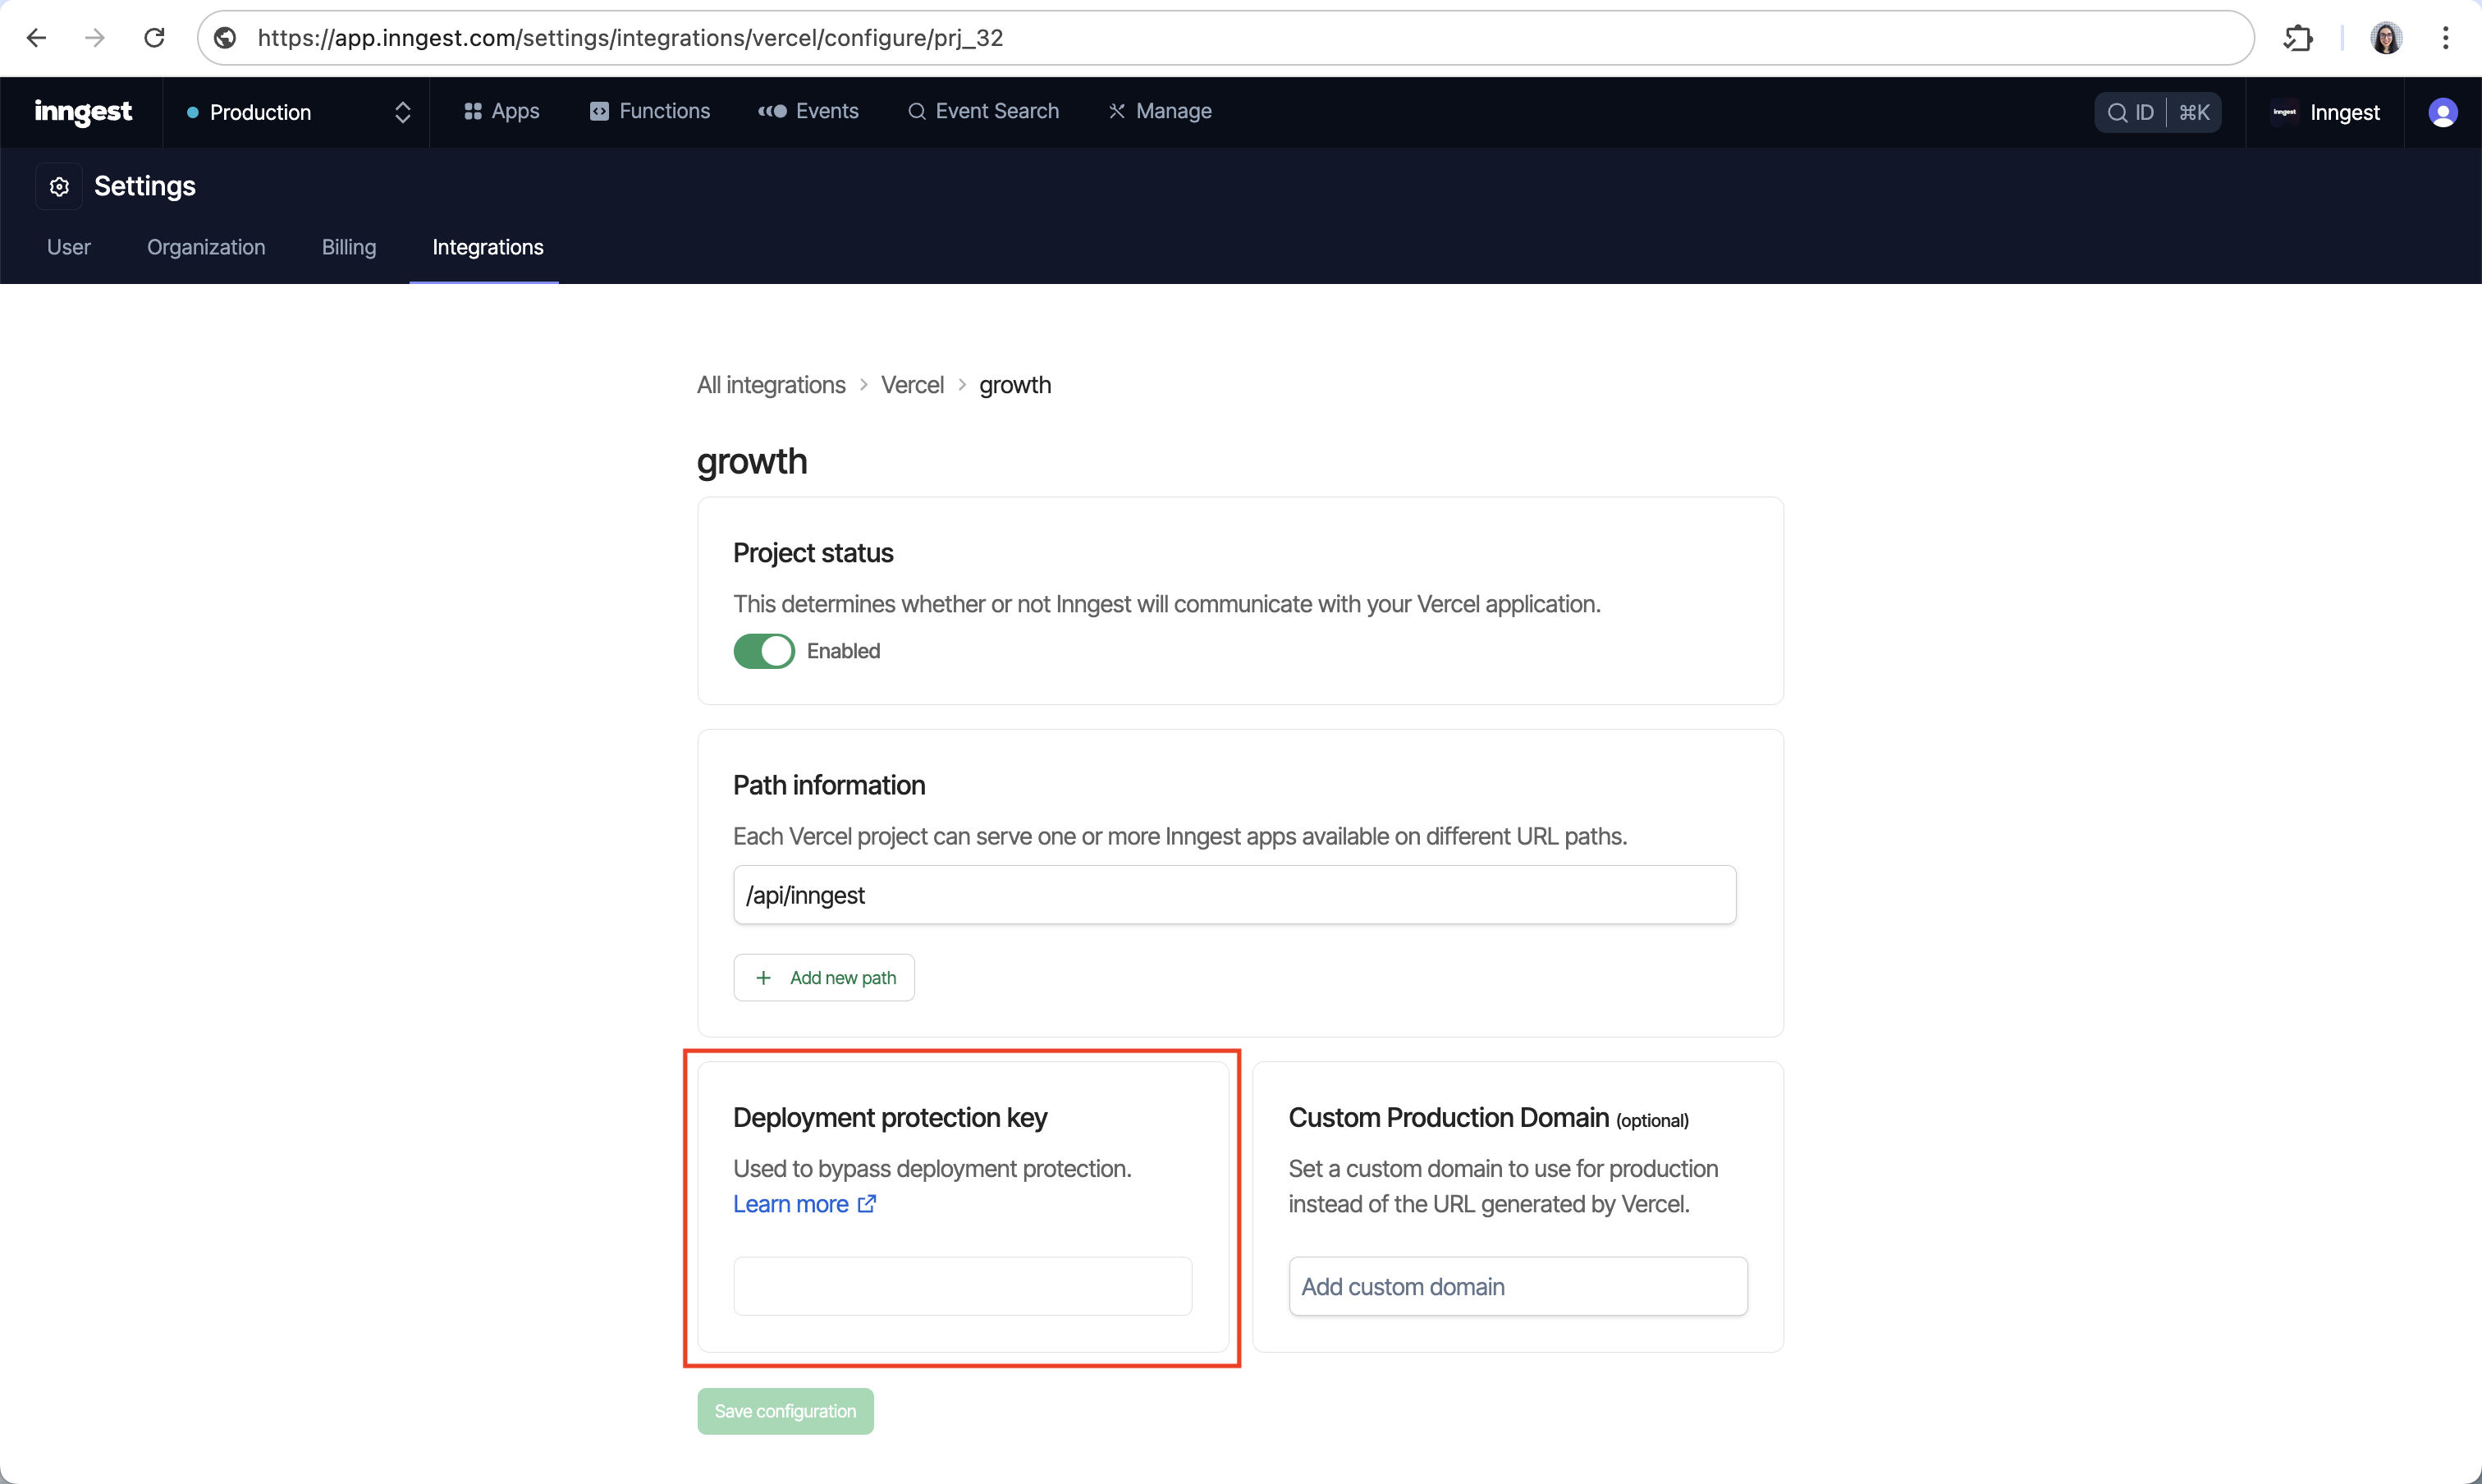 https://app.inngest.com/settings/integrations/vercel/configure/prj_32
inngest
Production
Apps
Functions
Events
Event Search
Manage
ID
⌘K
inngest
Inngest
Settings
User
Organization
Billing
Integrations
All integrations > Vercel > growth
growth
Project status
This determines whether or not Inngest will communicate with your Vercel application.
Enabled
Path information
Each Vercel project can serve one or more Inngest apps available on different URL paths.
/api/inngest
+ Add new path
Deployment protection key
Used to bypass deployment protection.
Learn more
Custom Production Domain (optional)
Set a custom domain to use for production
instead of the URL generated by Vercel.
Add custom domain
Save configuration